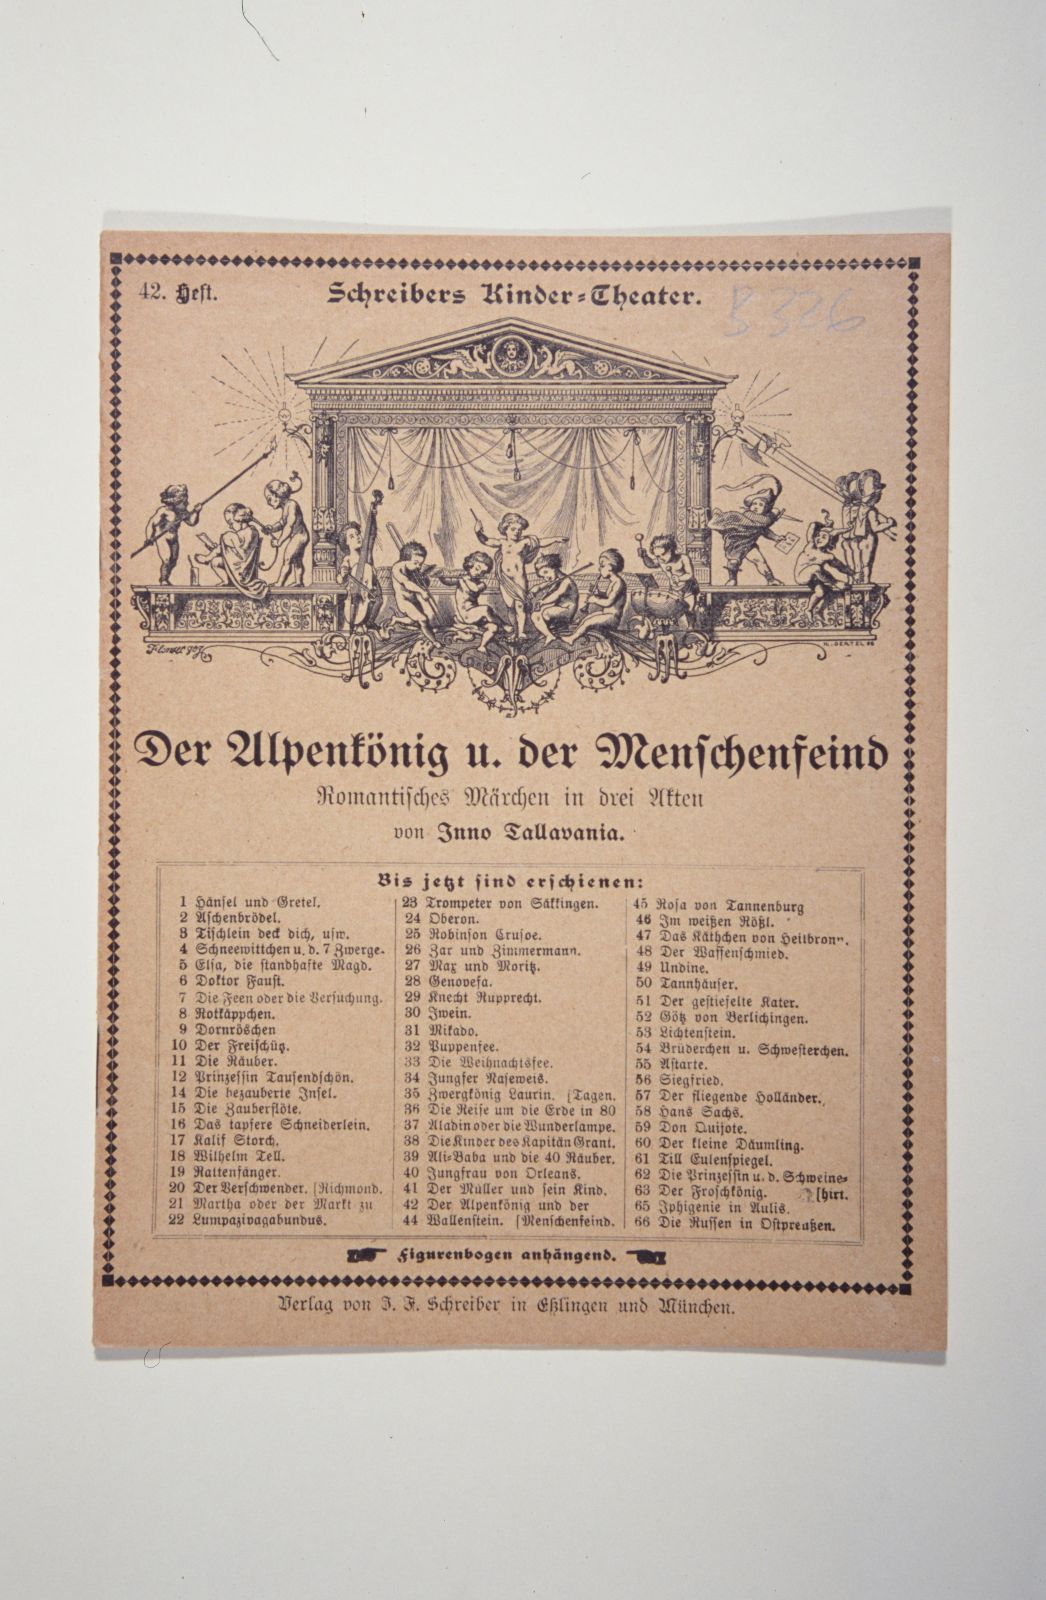 42. Heft.
Schreibers Kinder-Theater.
B 326
H. OERTEL
Der Alpenkönig u. der Menschenfeind
Romantisches Märchen in drei Akten
von Inno Tallavania.
Bis jetzt sind erschienen:
1 Hänsel und Gretel.
2 Aschenbrödel.
3 Tischlein deck dich, usw.
4 Schneewittchen u. d. 7 Zwerge.
5 Elsa, die standhafte Magd.
6 Doktor Faust.
7 Die Feen oder die Versuchung.
8 Rotkäppchen.
9 Dornröschen
10 Der Freischütz.
11 Die Räuber.
12 Prinzessin Tausendschön.
14 Die bezauberte Insel.
15 Die Zauberflöte.
16 Das tapfere Schneiderlein.
17 Kalif Storch.
18 Wilhelm Tell.
19 Rattenfänger.
20 Der Verschwender. [Richmond.
21 Martha oder der Markt zu
22 Lumpazivagabundus.
23 Trompeter von Säkkingen.
24 Oberon.
25 Robinson Crusoe.
26 Zar und Zimmermann.
27 Max und Moritz.
28 Genovefa.
29 Knecht Rupprecht.
30 Iwein.
31 Mikado.
32 Puppenfee.
33 Die Weihnachtsfee.
34 Jungfer Naseweis.
35 Zwergkönig Laurin. [Tagen.
36 Die Reise um die Erde in 80
37 Aladin oder die Wunderlampe.
38 Die Kinder des Kapitän Grant.
39 Ali-Baba und die 40 Räuber.
40 Jungfrau von Orleans.
41 Der Müller und sein Kind.
42 Der Alpenkönig und der
44 Wallenstein. [Menschenfeind.
45 Rosa von Tannenburg
46 Im weißen Rößl.
47 Das Käthchen von Heilbronn.
48 Der Waffenschmied.
49 Undine.
50 Tannhäuser.
51 Der gestiefelte Kater.
52 Götz von Berlichingen.
53 Lichtenstein.
54 Brüderchen u. Schwesterchen.
55 Astarte.
56 Siegfried.
57 Der fliegende Holländer.
58 Hans Sachs.
59 Don Quijote.
60 Der kleine Däumling.
61 Till Eulenspiegel.
62 Die Prinzessin u. d. Schweine-
63 Der Froschkönig. [hirt.
65 Iphigenie in Aulis.
66 Die Russen in Ostpreußen.
Figurenbogen anhängend.
Verlag von J. F. Schreiber in Eßlingen und München.